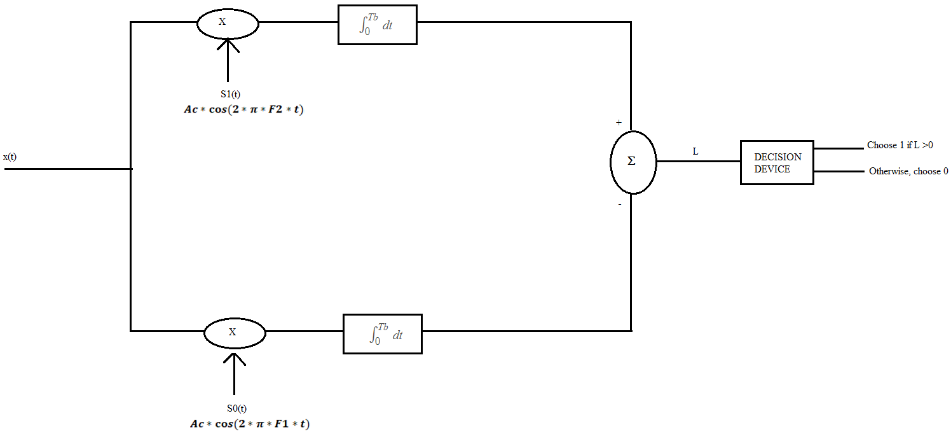 X
∫₀ᵀᵇ dt
S1(t)
Ac * cos(2 * π * F2 * t)
x(t)
+
Σ
-
L
DECISION
DEVICE
Choose 1 if L >0
Otherwise, choose 0
X
∫₀ᵀᵇ dt
S0(t)
Ac * cos(2 * π * F1 * t)